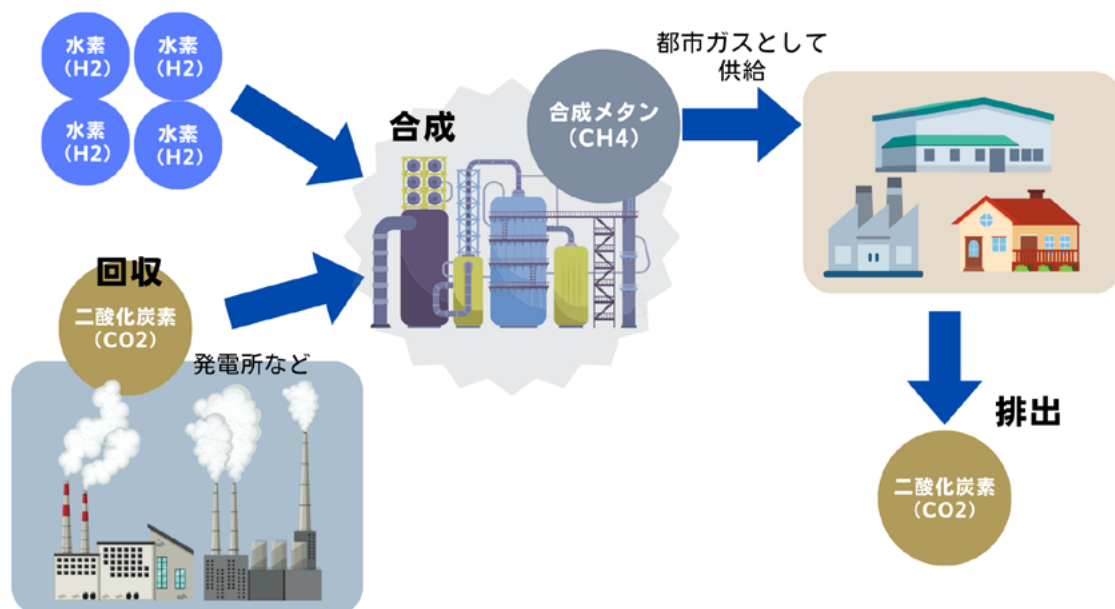 水素
(H2)
水素
(H2)
水素
(H2)
水素
(H2)
合成
合成メタン
(CH4)
都市ガスとして
供給
回収
二酸化炭素
(CO2)
発電所など
排出
二酸化炭素
(CO2)